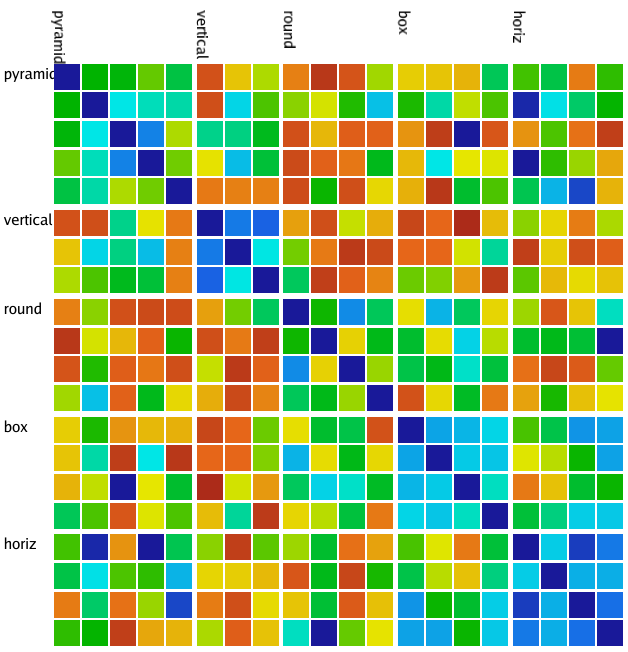 pyramid
vertical
round
box
horiz
pyramid
vertical
round
box
horiz